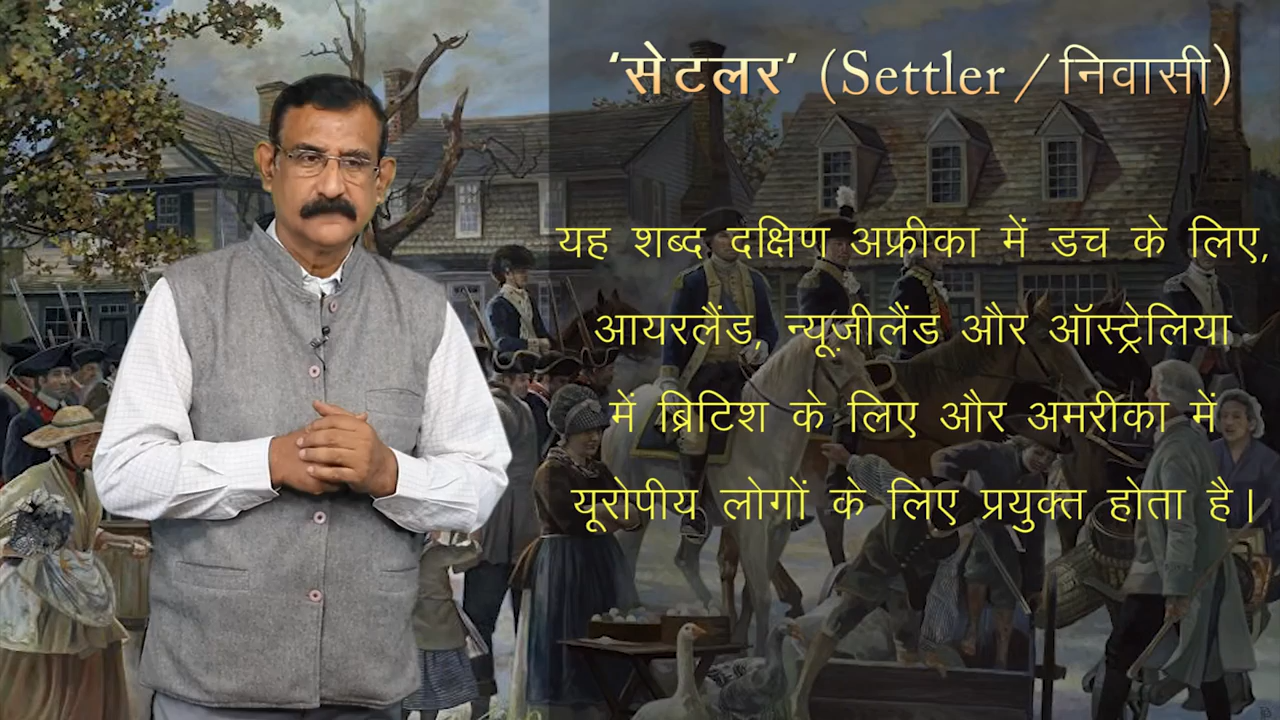 ‘सेटलर’ (Settler / निवासी)
यह शब्द दक्षिण अफ्रीका में डच के लिए,
आयरलैंड, न्यूज़ीलैंड और ऑस्ट्रेलिया
में ब्रिटिश के लिए और अमरीका में
यूरोपीय लोगों के लिए प्रयुक्त होता है।